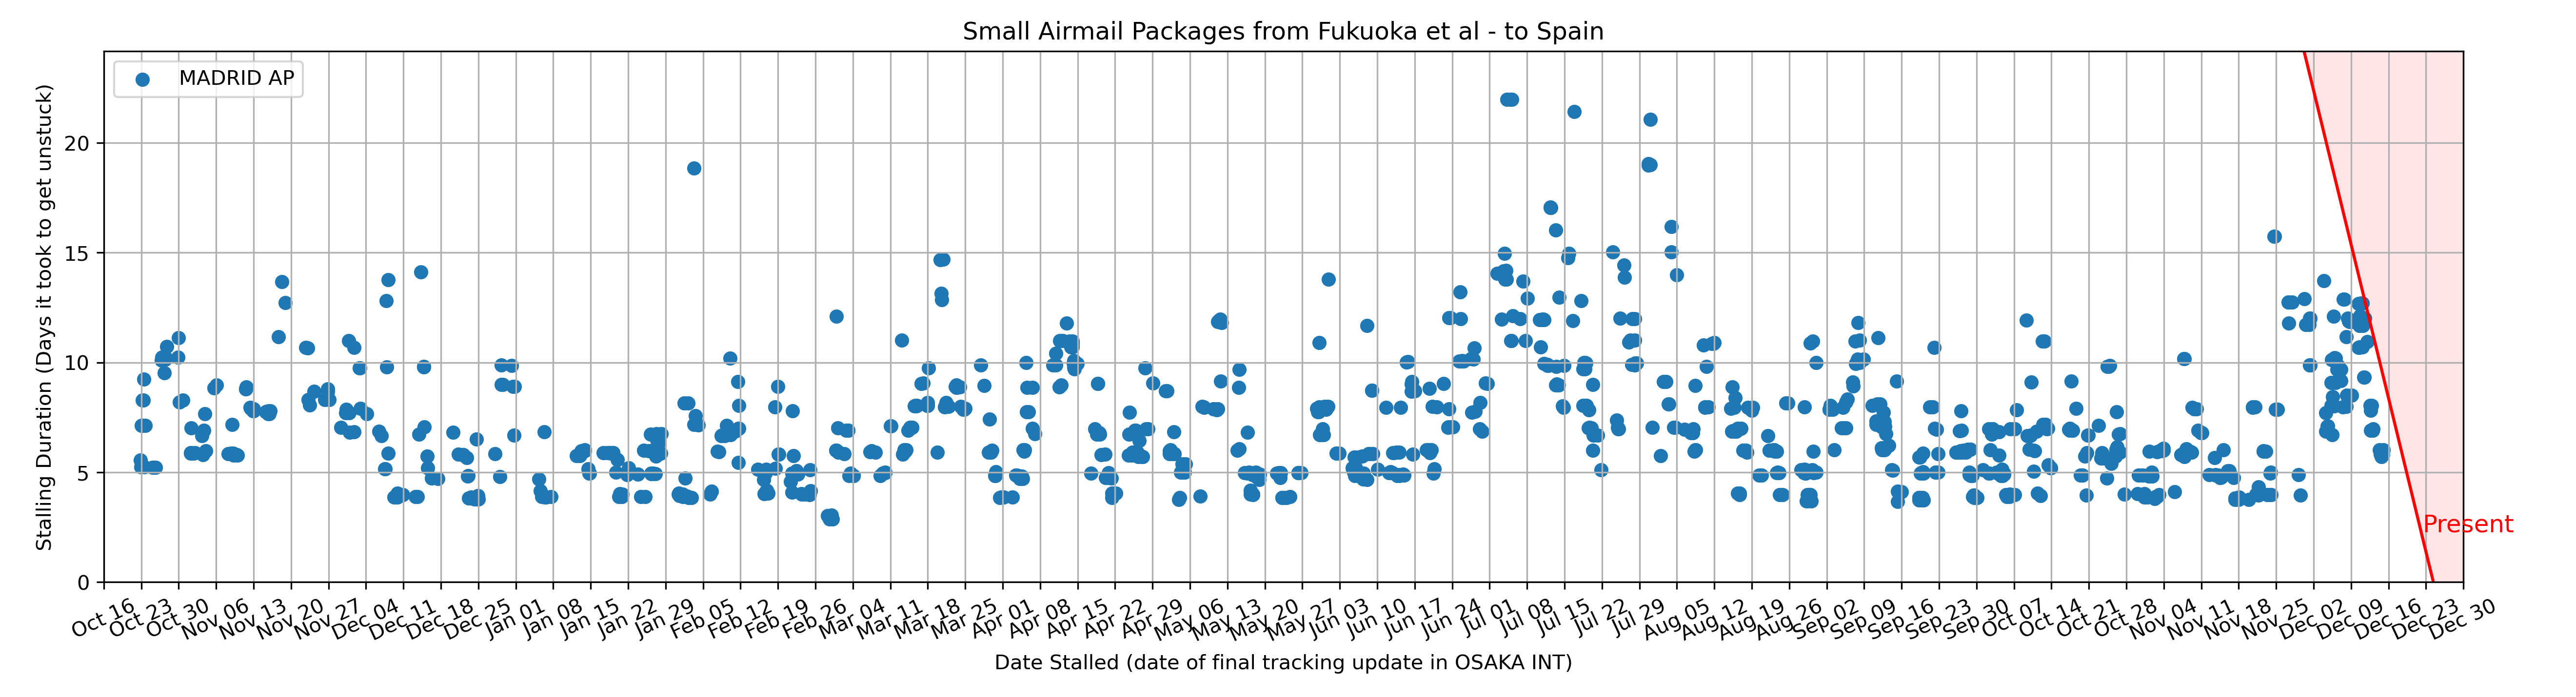 Small Airmail Packages from Fukuoka et al - to Spain
MADRID AP
Stalling Duration (Days it took to get unstuck)
20
15
10
5
0
Present
Oct 16
Oct 23
Oct 30
Nov 06
Nov 13
Nov 20
Nov 27
Dec 04
Dec 11
Dec 18
Dec 25
Jan 01
Jan 08
Jan 15
Jan 22
Jan 29
Feb 05
Feb 12
Feb 19
Feb 26
Mar 04
Mar 11
Mar 18
Mar 25
Apr 01
Apr 08
Apr 15
Apr 22
Apr 29
May 06
May 13
May 20
May 27
Jun 03
Jun 10
Jun 17
Jun 24
Jul 01
Jul 08
Jul 15
Jul 22
Jul 29
Aug 05
Aug 12
Aug 19
Aug 26
Sep 02
Sep 09
Sep 16
Sep 23
Sep 30
Oct 07
Oct 14
Oct 21
Oct 28
Nov 04
Nov 11
Nov 18
Nov 25
Dec 02
Dec 09
Dec 16
Dec 23
Dec 30
Date Stalled (date of final tracking update in OSAKA INT)